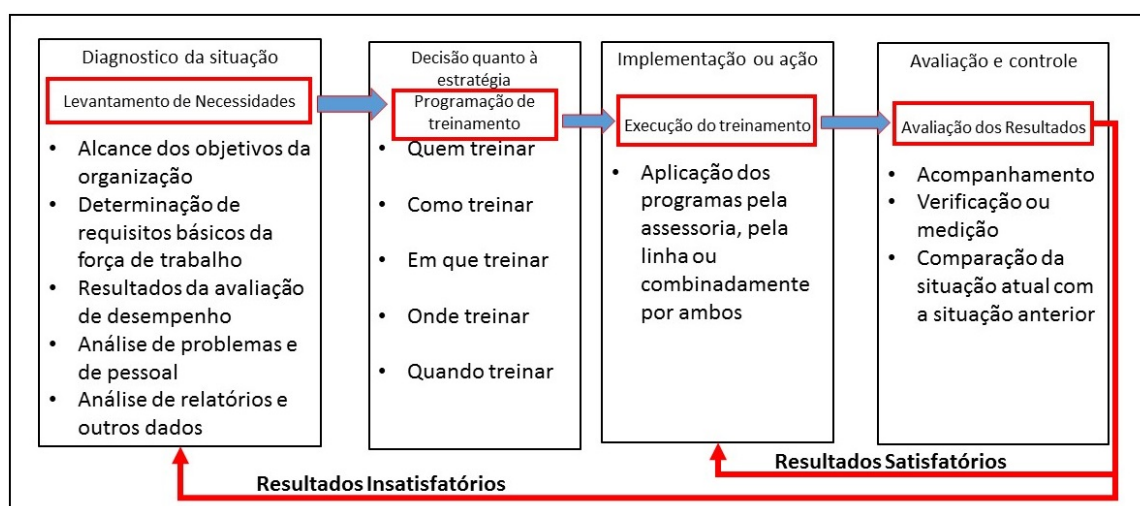 Diagnostico da situação
Levantamento de Necessidades
• Alcance dos objetivos da
organização
• Determinação de
requisitos básicos da
força de trabalho
• Resultados da avaliação
de desempenho
• Análise de problemas e
de pessoal
• Análise de relatórios e
outros dados
Decisão quanto à
estratégia
Programação de
treinamento
• Quem treinar
• Como treinar
• Em que treinar
• Onde treinar
• Quando treinar
Implementação ou ação
Execução do treinamento
• Aplicação dos
programas pela
assessoria, pela
linha ou
combinadamente
por ambos
Avaliação e controle
Avaliação dos Resultados
• Acompanhamento
• Verificação ou
medição
• Comparação da
situação atual com
a situação anterior
Resultados Satisfatórios
Resultados Insatisfatórios